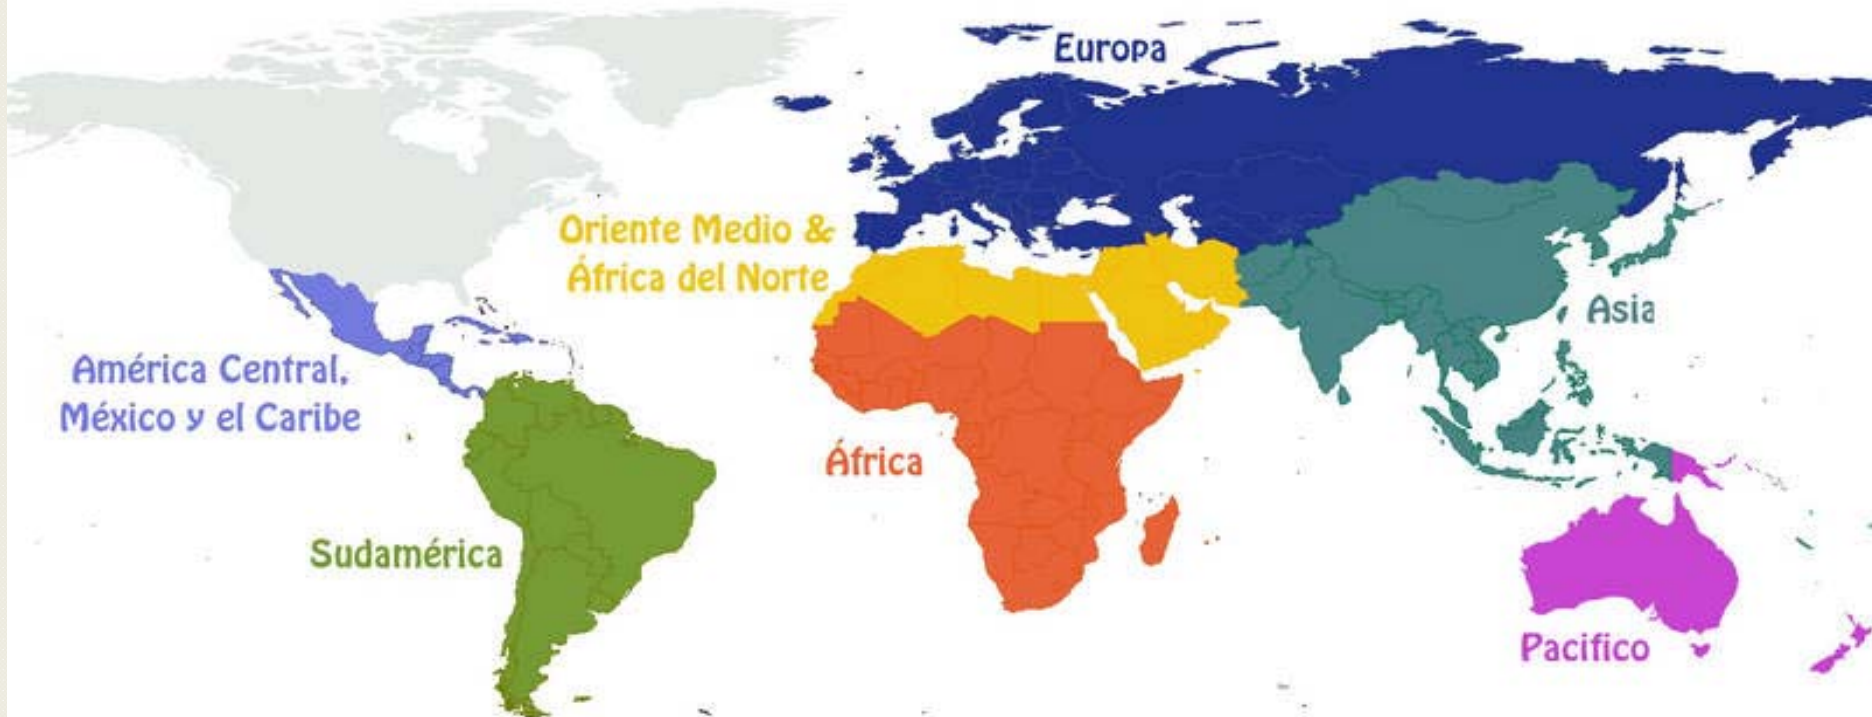 Europa
Oriente Medio &
África del Norte
Asia
América Central,
México y el Caribe
África
Sudamérica
Pacifico